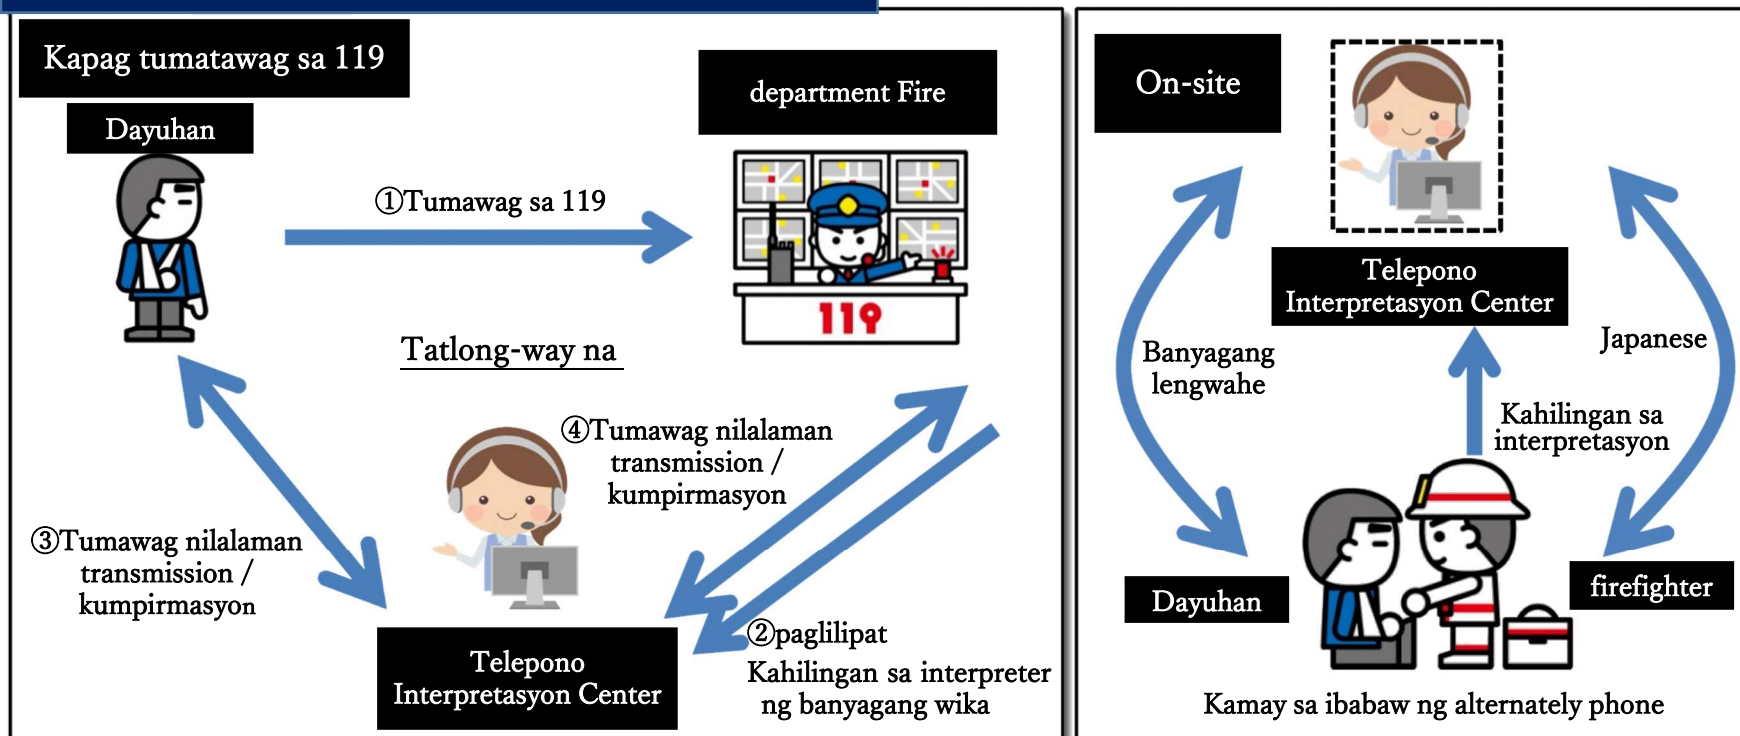 Kapag tumatawag sa 119
Dayuhan
department Fire
①Tumawag sa 119
119
Tatlong-way na
④Tumawag nilalaman
transmission /
kumpirmasyon
③Tumawag nilalaman
transmission /
kumpirmasyon
Telepono
Interpretasyon Center
②paglilipat
Kahilingan sa interpreter
ng banyagang wika
On-site
Telepono
Interpretasyon Center
Banyagang
lengwahe
Japanese
Kahilingan sa
interpretasyon
Dayuhan
firefighter
Kamay sa ibabaw ng alternately phone